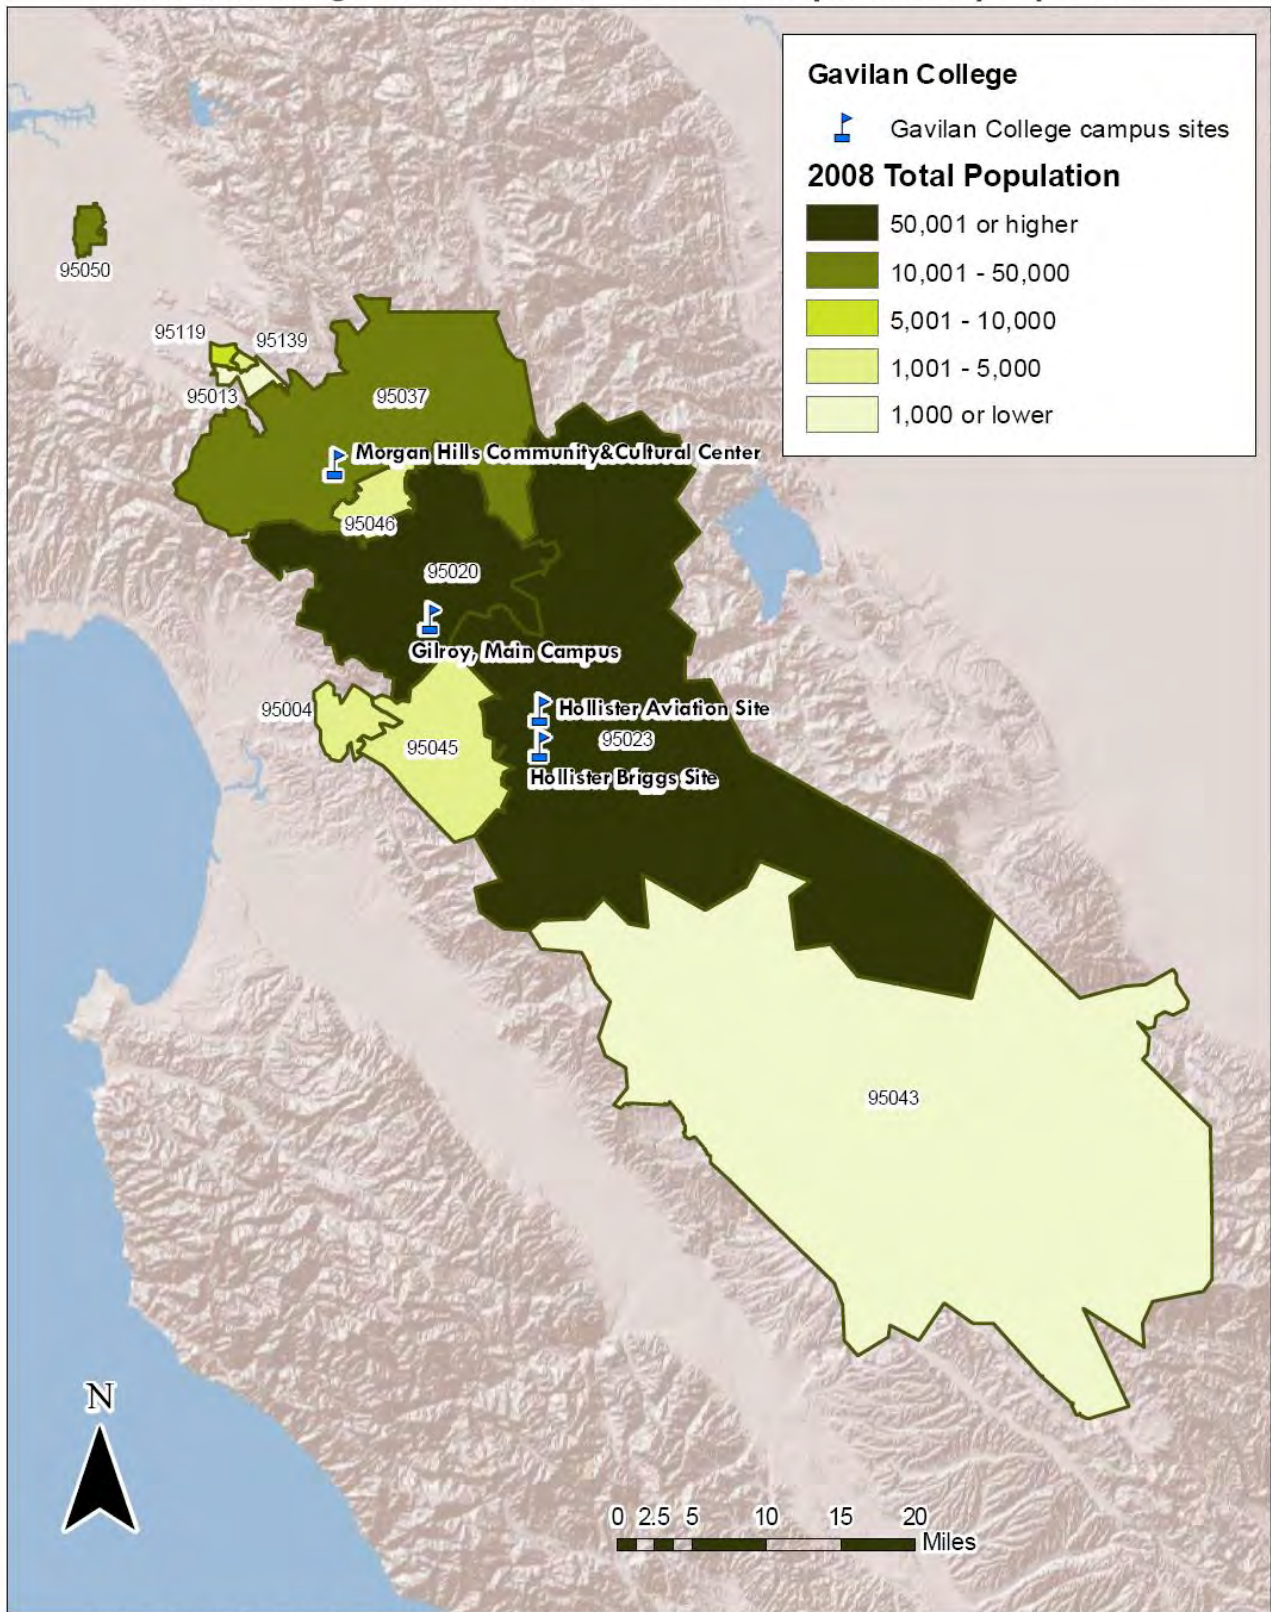 Gavilan College
Gavilan College campus sites
2008 Total Population
50,001 or higher
10,001 - 50,000
5,001 - 10,000
1,001 - 5,000
1,000 or lower
95050
95119
95139
95013
95037
Morgan Hills Community&Cultural Center
95046
95020
Gilroy, Main Campus
95004
Hollister Aviation Site
95045
95023
Hollister Briggs Site
95043
N
0 2.5 5 10 15 20
Miles